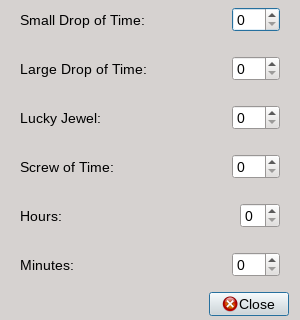 Small Drop of Time: 0
Large Drop of Time: 0
Lucky Jewel: 0
Screw of Time: 0
Hours: 0
Minutes: 0
Close